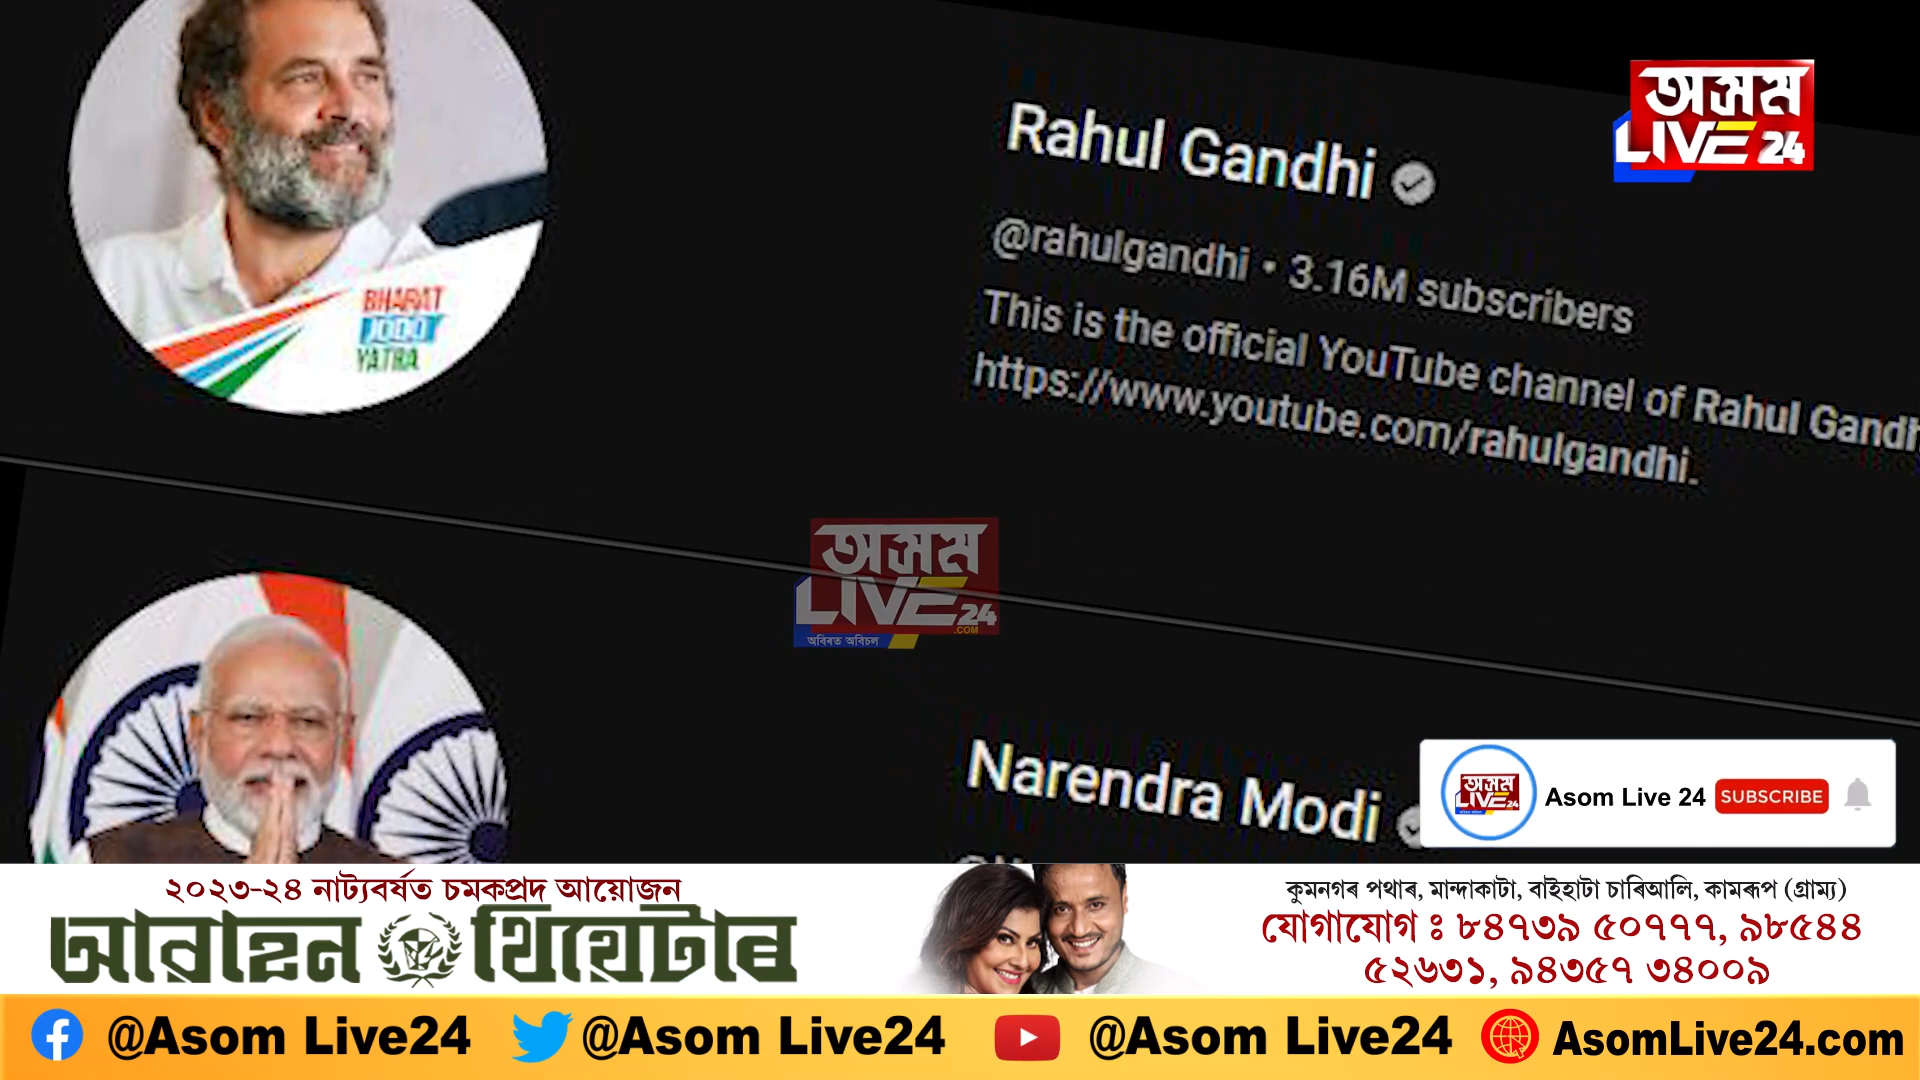 অসম
LIVE 24
Rahul Gandhi
@rahulgandhi • 3.16M subscribers
This is the official YouTube channel of Rahul Gandh
https://www.youtube.com/rahulgandhi.
BHARAT
JODO
YATRA
অসম
LIVE 24
.COM
অবিৰত অবিচল
Narendra Modi
অসম
LIVE 24
Asom Live 24 SUBSCRIBE
২০২৩-২৪ নাট্যবৰ্ষত চমকপ্ৰদ আয়োজন
আবাহন থিয়েটাৰ
কুমনগৰ পথাৰ, মান্দাকাটা, বাইহাটা চাৰিআলি, কামৰূপ (গ্ৰাম্য)
যোগাযোগ ঃ ৮৪৭৩৯ ৫০৭৭৭, ৯৮৫৪৪
৫২৬৩১, ৯৪৩৫৭ ৩৪০০৯
@Asom Live24 @Asom Live24 @Asom Live24 AsomLive24.com